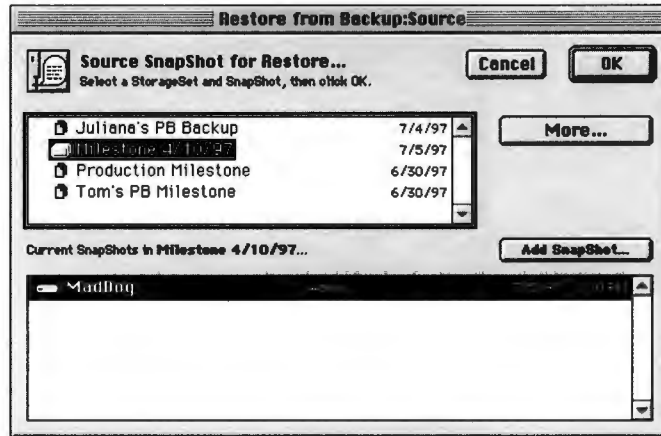 Restore from Backup:Source
Source SnapShot for Restore...
Select a StorageSet and SnapShot, then click OK.
Cancel
OK
Juliana's PB Backup 7/4/97
Milestone 4/10/97 7/5/97
Production Milestone 6/30/97
Tom's PB Milestone 6/30/97
More...
Current SnapShots in Milestone 4/10/97...
Add SnapShot...
MadDog